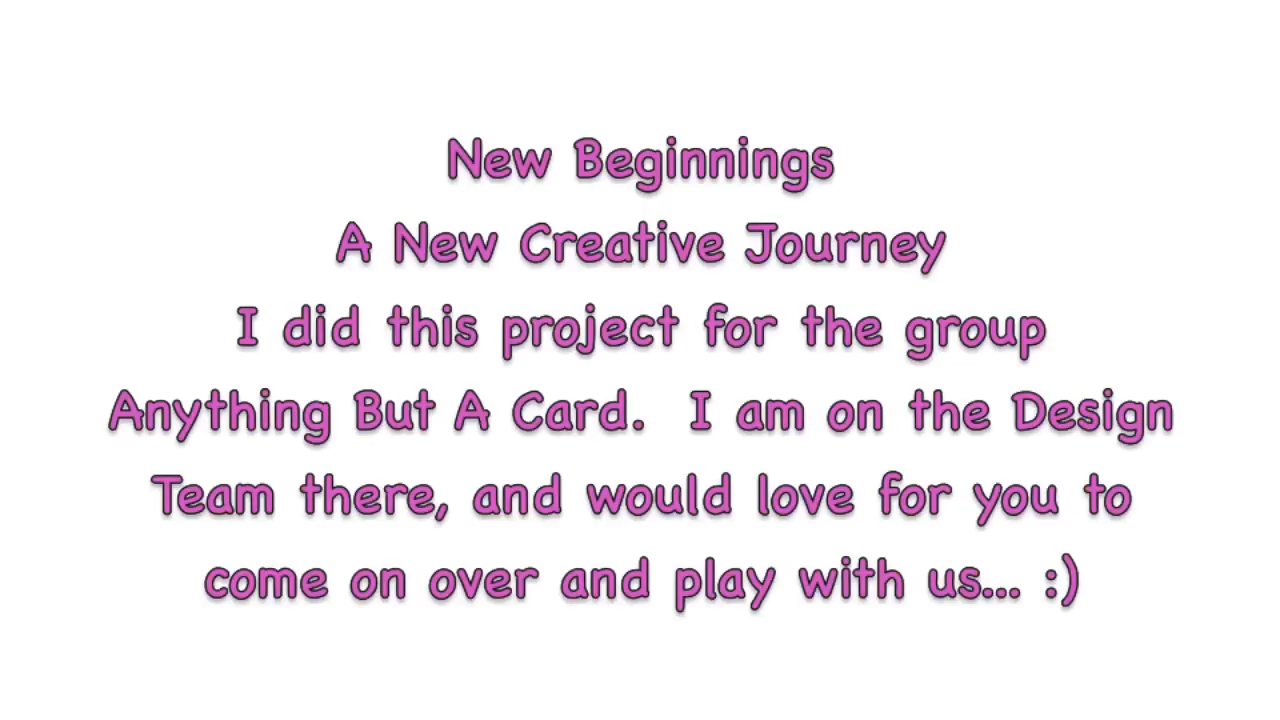 New Beginnings
A New Creative Journey
I did this project for the group
Anything But A Card.  I am on the Design
Team there, and would love for you to
come on over and play with us... :)